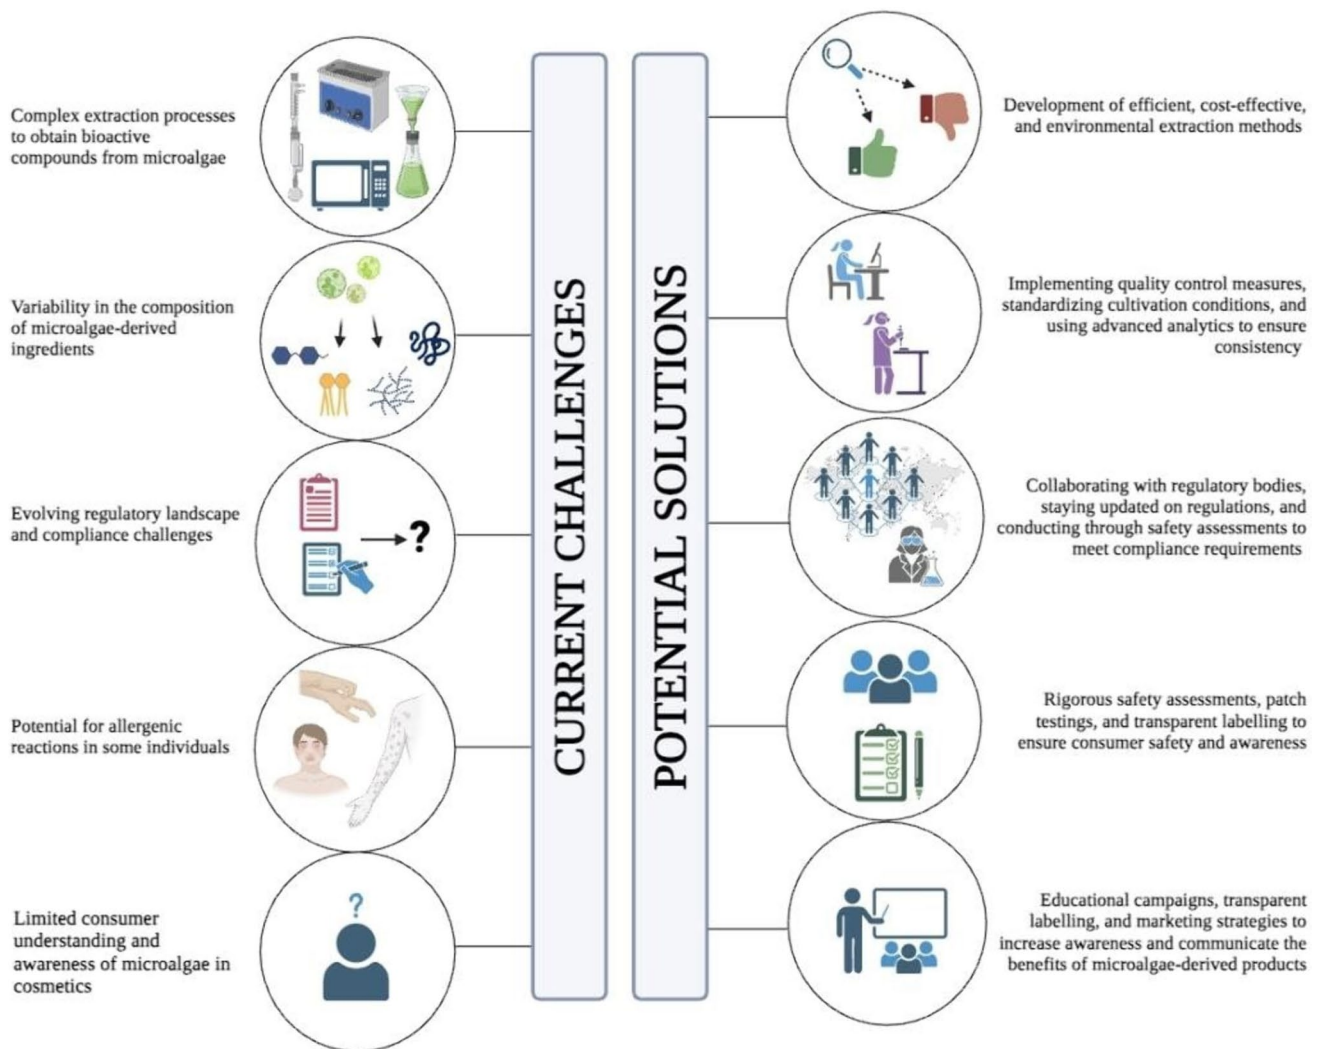 Complex extraction processes
to obtain bioactive
compounds from microalgae
Variability in the composition
of microalgae-derived
ingredients
Evolving regulatory landscape
and compliance challenges
?
Potential for allergenic
reactions in some individuals
Limited consumer
understanding and
awareness of microalgae in
cosmetics
?
CURRENT CHALLENGES
POTENTIAL SOLUTIONS
Development of efficient, cost-effective,
and environmental extraction methods
Implementing quality control measures,
standardizing cultivation conditions, and
using advanced analytics to ensure
consistency
Collaborating with regulatory bodies,
staying updated on regulations, and
conducting through safety assessments to
meet compliance requirements
Rigorous safety assessments, patch
testings, and transparent labelling to
ensure consumer safety and awareness
Educational campaigns, transparent
labelling, and marketing strategies to
increase awareness and communicate the
benefits of microalgae-derived products